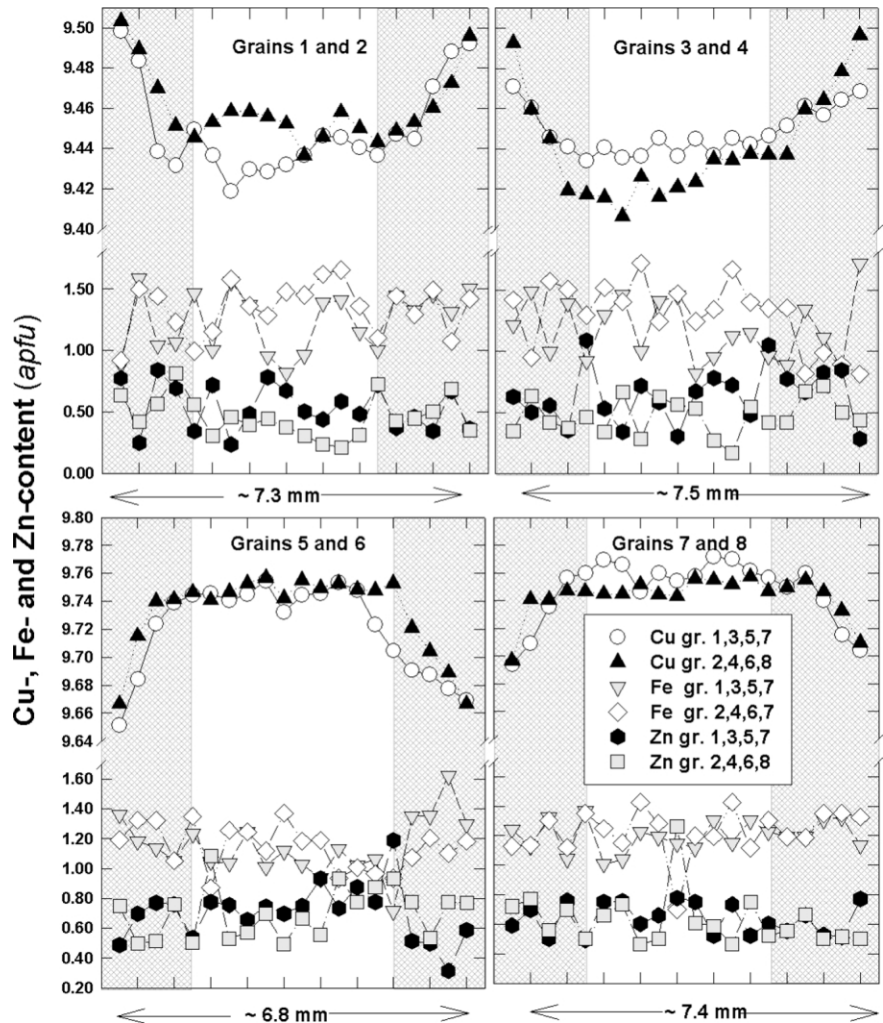 Cu-, Fe- and Zn-content (apfu)
Grains 1 and 2
9.50
9.48
9.46
9.44
9.42
9.40
1.50
1.00
0.50
0.00
~ 7.3 mm
Grains 3 and 4
~ 7.5 mm
Grains 5 and 6
9.80
9.78
9.76
9.74
9.72
9.70
9.68
9.66
9.64
1.60
1.40
1.20
1.00
0.80
0.60
0.40
0.20
~ 6.8 mm
Grains 7 and 8
Cu gr. 1,3,5,7
Cu gr. 2,4,6,8
Fe gr. 1,3,5,7
Fe gr. 2,4,6,7
Zn gr. 1,3,5,7
Zn gr. 2,4,6,8
~ 7.4 mm